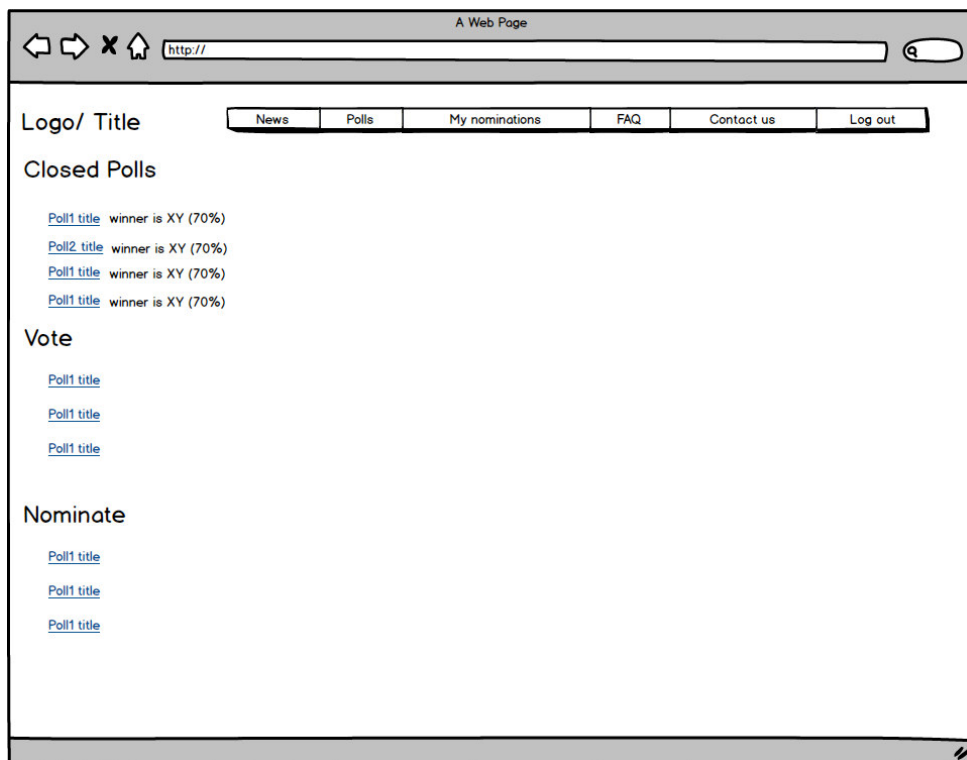 A Web Page
http://
Logo/ Title
News Polls My nominations FAQ Contact us Log out
Closed Polls
Poll1 title winner is XY (70%)
Poll2 title winner is XY (70%)
Poll1 title winner is XY (70%)
Poll1 title winner is XY (70%)
Vote
Poll1 title
Poll1 title
Poll1 title
Nominate
Poll1 title
Poll1 title
Poll1 title